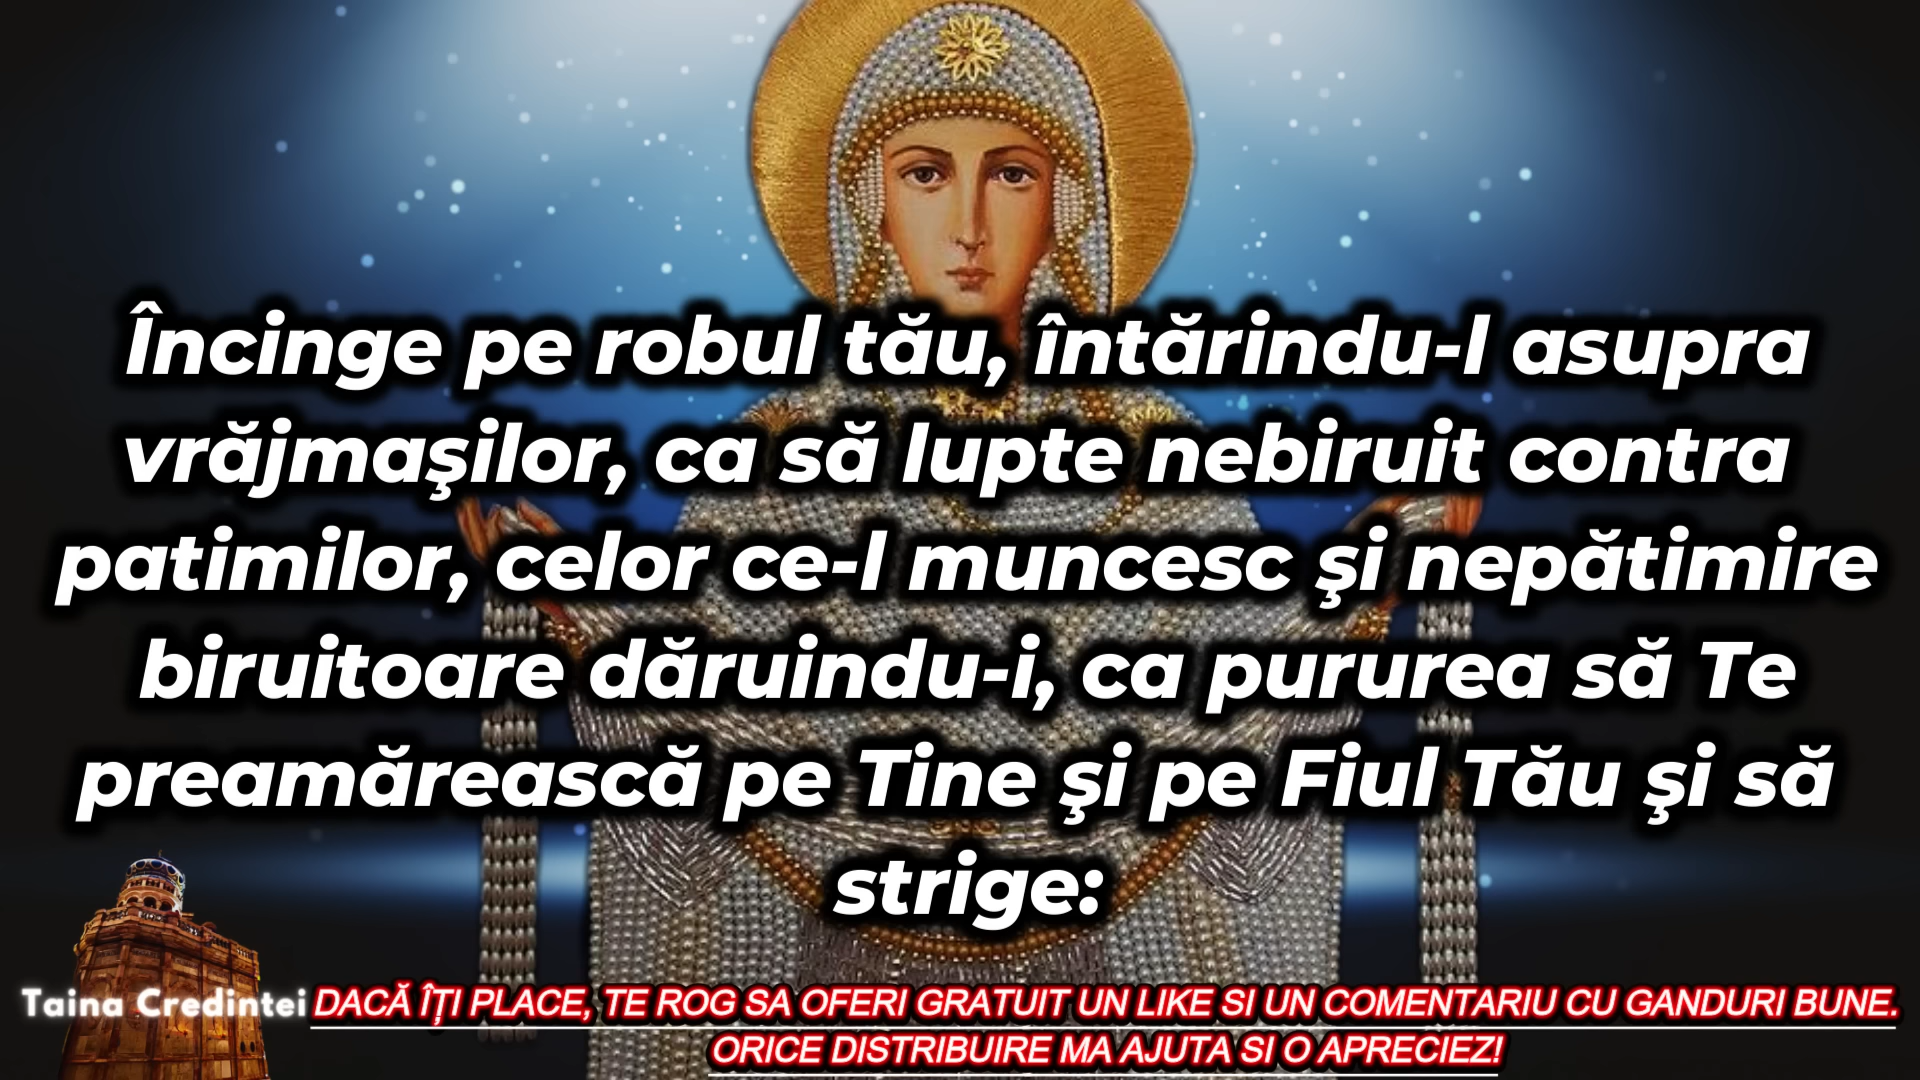 Încinge pe robul tău, întărindu-l asupra
vrăjmaşilor, ca să lupte nebiruit contra
patimilor, celor ce-l muncesc şi nepătimire
biruitoare dăruindu-i, ca pururea să Te
preamărească pe Tine şi pe Fiul Tău şi să
strige:
Taina Credintei
DACĂ ÎȚI PLACE, TE ROG SA OFERI GRATUIT UN LIKE SI UN COMENTARIU CU GANDURI BUNE.
ORICE DISTRIBUIRE MA AJUTA SI O APRECIEZ!